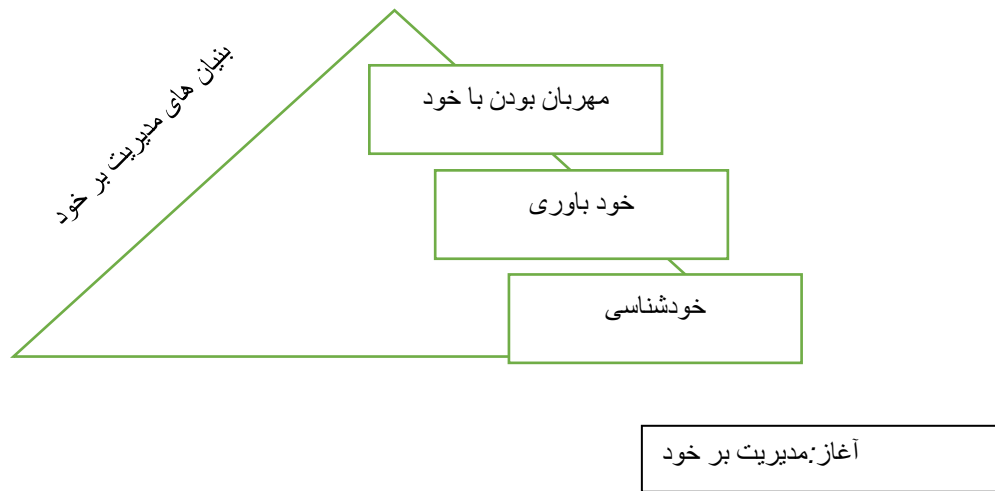 بنیان های مدیریت بر خود
مهربان بودن با خود
خود باوری
خودشناسی
آغاز:مدیریت بر خود